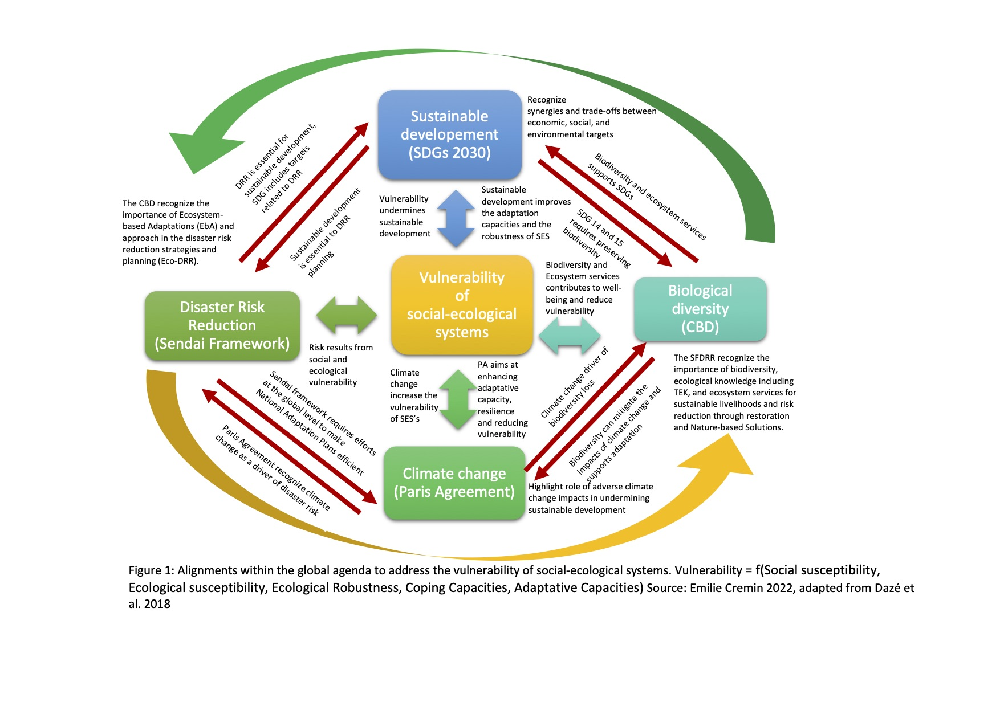 Sustainable
developement
(SDGs 2030)
Recognize
synergies and trade-offs between
economic, social, and
environmental targets
DRR is essential for
sustainable development,
SDG includes targets
related to DRR
Sustainable development
is essential to DRR
planning
Biodiversity and ecosystem services
supports SDGs
SDG 14 and 15
requires preserving
biodiversity
The CBD recognize the
importance of Ecosystem-
based Adaptations (EbA) and
approach in the disaster risk
reduction strategies and
planning (Eco-DRR).
Vulnerability
undermines
sustainable
development
Sustainable
development improves
the adaptation
capacities and the
robustness of SES
Vulnerability
of
social-ecological
systems
Biodiversity and
Ecosystem services
contributes to well-
being and reduce
vulnerability
Biological
diversity
(CBD)
Disaster Risk
Reduction
(Sendai Framework)
Risk results from
social and
ecological
vulnerability
Climate
change
increase the
vulnerability
of SES’s
PA aims at
enhancing
adaptative
capacity,
resilience
and reducing
vulnerability
Climate change driver of
biodiversity loss
Biodiversity can mitigate the
impacts of climate change and
supports adaptation
The SFDRR recognize the
importance of biodiversity,
ecological knowledge including
TEK, and ecosystem services for
sustainable livelihoods and risk
reduction through restoration
and Nature-based Solutions.
Sendai framework requires efforts
at the global level to make
National Adaptation Plans efficient
Paris Agreement recognize climate
change as a driver of disaster risk
Climate change
(Paris Agreement)
Highlight role of adverse climate
change impacts in undermining
sustainable development
Figure 1: Alignments within the global agenda to address the vulnerability of social-ecological systems. Vulnerability = f(Social susceptibility,
Ecological susceptibility, Ecological Robustness, Coping Capacities, Adaptative Capacities) Source: Emilie Cremin 2022, adapted from Dazé et
al. 2018